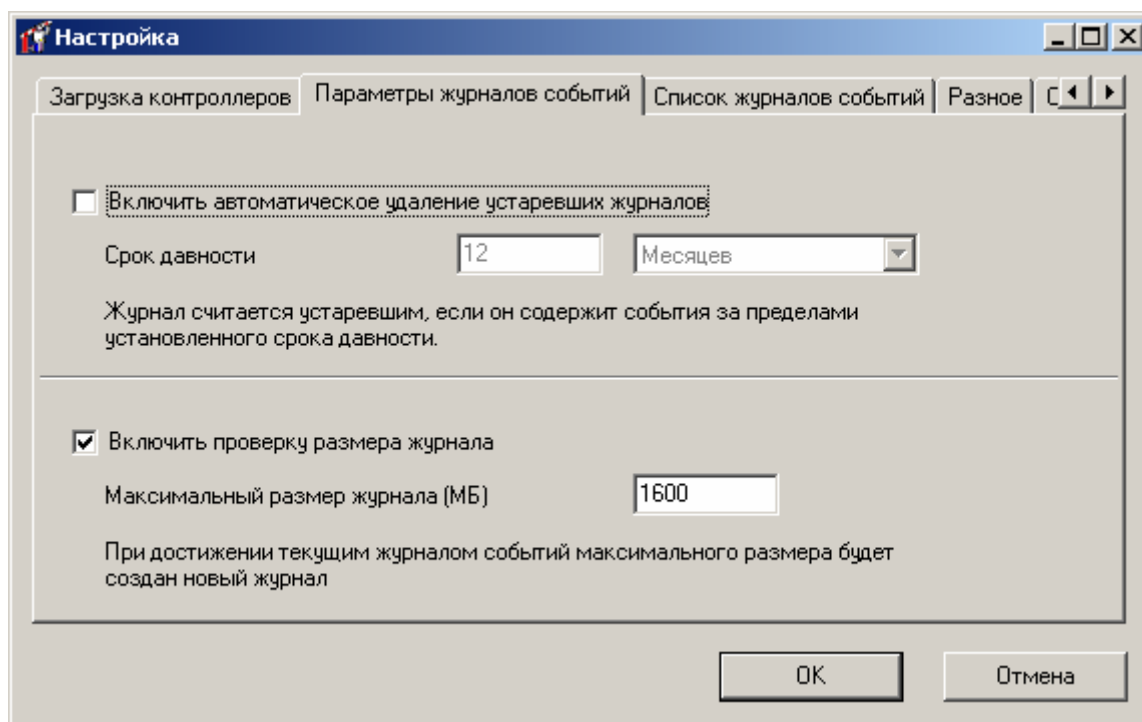 Настройка
Загрузка контроллеров
Параметры журналов событий
Список журналов событий
Разное
Включить автоматическое удаление устаревших журналов
Срок давности
12
Месяцев
Журнал считается устаревшим, если он содержит события за пределами
установленного срока давности.
Включить проверку размера журнала
Максимальный размер журнала (МБ)
1600
При достижении текущим журналом событий максимального размера будет
создан новый журнал
OK
Отмена